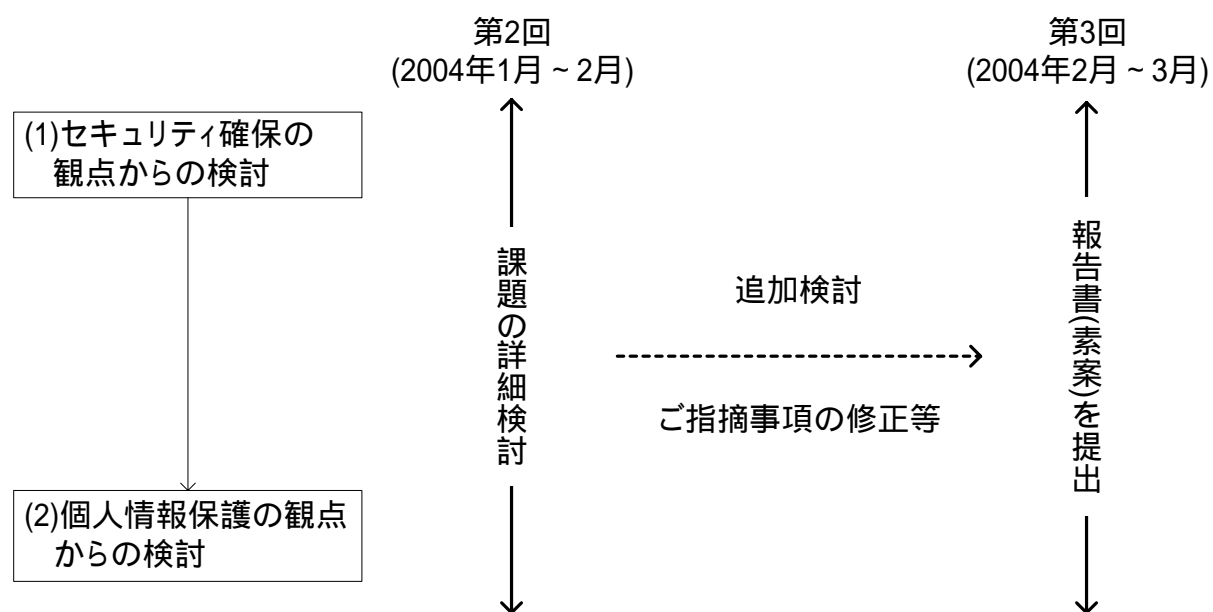 第2回
(2004年1月 ~ 2月)
第3回
(2004年2月 ~ 3月)
(1)セキュリティ確保の
観点からの検討
課題の詳細検討
追加検討
ご指摘事項の修正等
報告書(素案)を提出
(2)個人情報保護の観点
からの検討